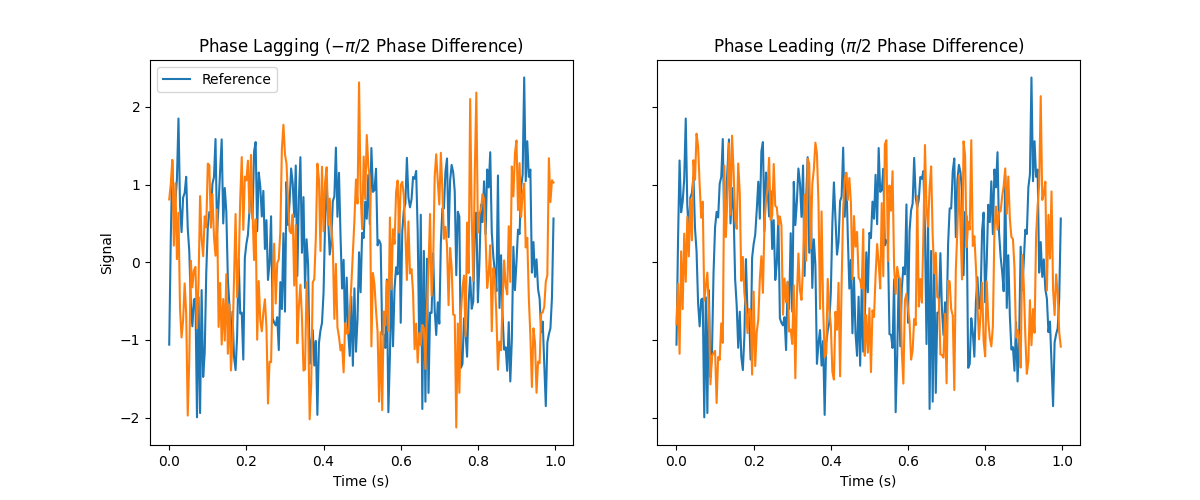 Phase Lagging (−π/2 Phase Difference)
Phase Leading (π/2 Phase Difference)
Reference
Signal
2
1
0
−1
−2
0.0 0.2 0.4 0.6 0.8 1.0
0.0 0.2 0.4 0.6 0.8 1.0
Time (s)
Time (s)